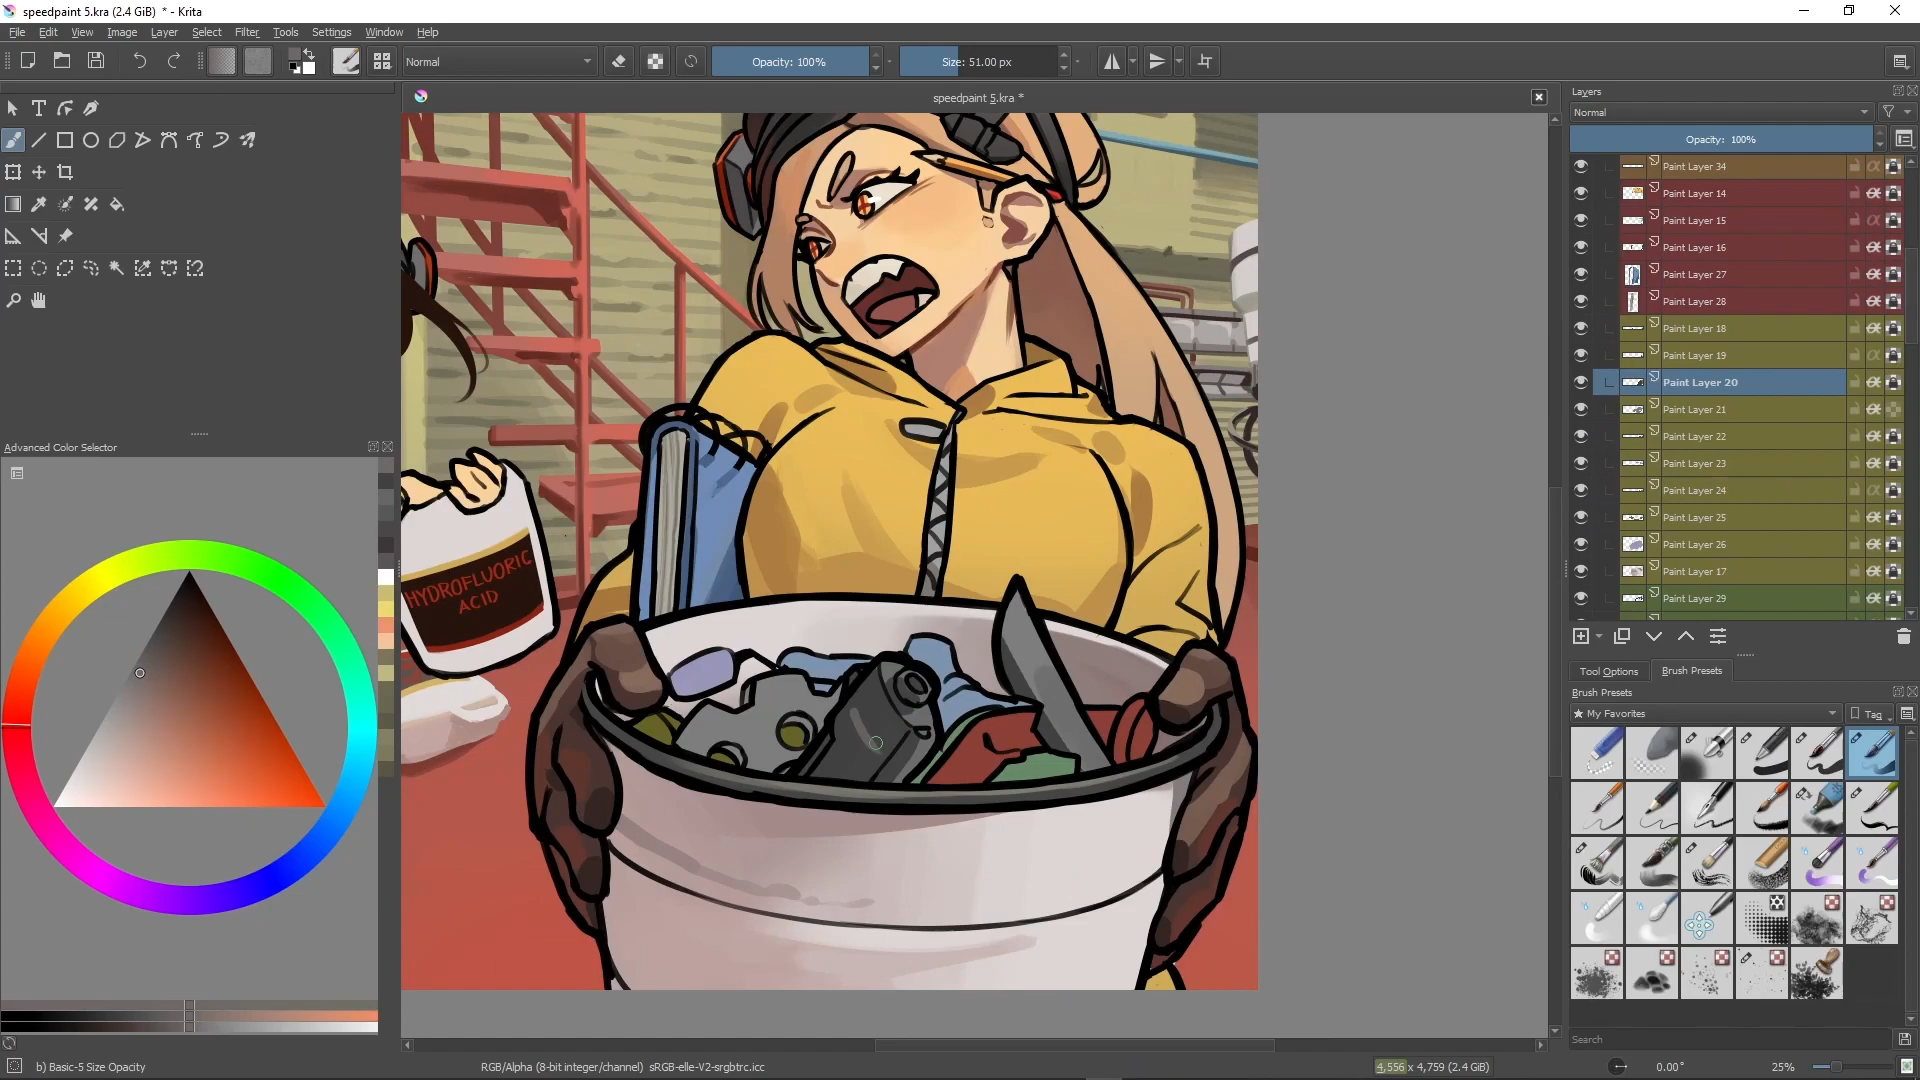 speedpaint 5.kra (2.4 GiB)  * - Krita
File Edit View Image Layer Select Filter Tools Settings Window Help
Normal Opacity: 100% Size: 51.00 px
speedpaint 5.kra *
Layers
Normal
Opacity:  100%
Paint Layer 34
Paint Layer 14
Paint Layer 15
Paint Layer 16
Paint Layer 27
Paint Layer 28
Paint Layer 18
Paint Layer 19
Paint Layer 20
Paint Layer 21
Paint Layer 22
Paint Layer 23
Paint Layer 24
Paint Layer 25
Paint Layer 26
Paint Layer 17
Paint Layer 29
Advanced Color Selector
HYDROFLUORIC
ACID
Tool Options Brush Presets
Brush Presets
★ My Favorites Tag
Search
b) Basic-5 Size Opacity
RGB/Alpha (8-bit integer/channel)  sRGB-elle-V2-srgbtrc.icc
4,556 x 4,759 (2.4 GiB)
0.00°
25%